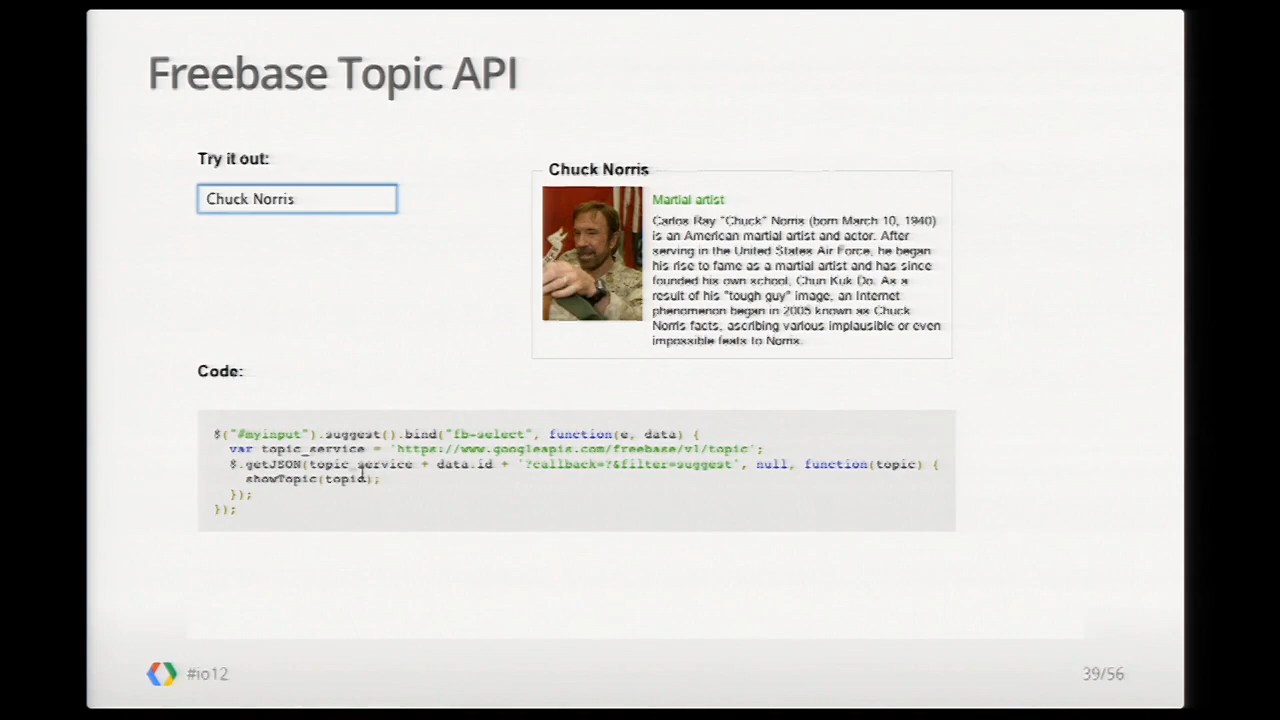 Freebase Topic API
Try it out:
Chuck Norris
Chuck Norris
Martial artist
Carlos Ray "Chuck" Norris (born March 10, 1940)
is an American martial artist and actor. After
serving in the United States Air Force, he began
his rise to fame as a martial artist and has since
founded his own school, Chun Kuk Do. As a
result of his "tough guy" image, an Internet
phenomenon began in 2005 known as Chuck
Norris facts, ascribing various implausible or even
impossible feats to Norris.
Code:
$("#myinput").suggest().bind("fb-select", function(e, data) {
var topic_service = 'https://www.googleapis.com/freebase/v1/topic';
$.getJSON(topic_service + data.id + '?callback=?&filter=suggest', null, function(topic) {
showTopic(topic);
});
});
#io12
39/56